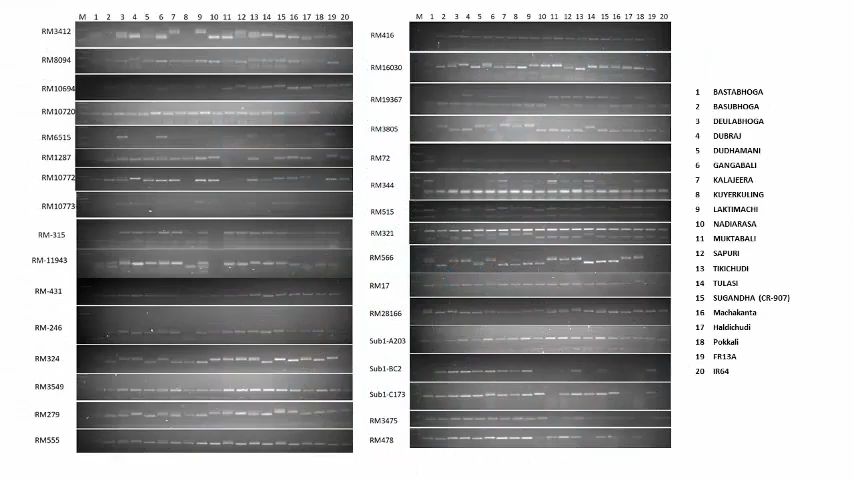 M 1 2 3 4 5 6 7 8 9 10 11 12 13 14 15 16 17 18 19 20
RM3412
RM8094
RM10694
RM10720
RM6515
RM1287
RM10772
RM10773
RM-315
RM-11943
RM-431
RM-246
RM324
RM3549
RM279
RM555
M 1 2 3 4 5 6 7 8 9 10 11 12 13 14 15 16 17 18 19 20
RM416
RM16030
RM19367
RM3805
RM72
RM344
RM515
RM321
RM566
RM17
RM28166
Sub1-A203
Sub1-BC2
Sub1-C173
RM3475
RM478
1 BASTABHOGA
2 BASUBHOGA
3 DEULABHOGA
4 DUBRAJ
5 DUDHAMANI
6 GANGABALI
7 KALAJEERA
8 KUYERKULING
9 LAKTIMACHI
10 NADIARASA
11 MUKTABALI
12 SAPURI
13 TIKICHUDI
14 TULASI
15 SUGANDHA (CR-907)
16 Machakanta
17 Haldichudi
18 Pokkali
19 FR13A
20 IR64